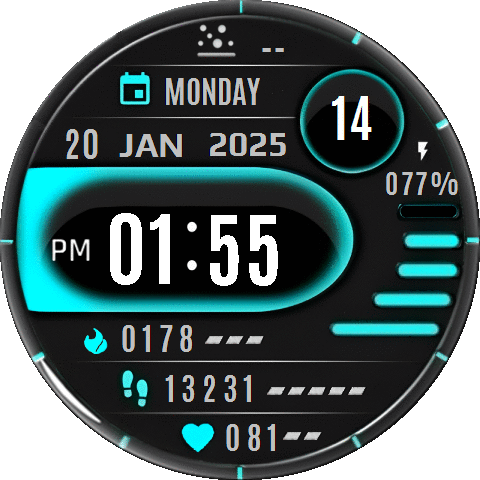 --
MONDAY
14
20 JAN 2025
077%
PM 01:55
0178 ---
13231 -----
081--